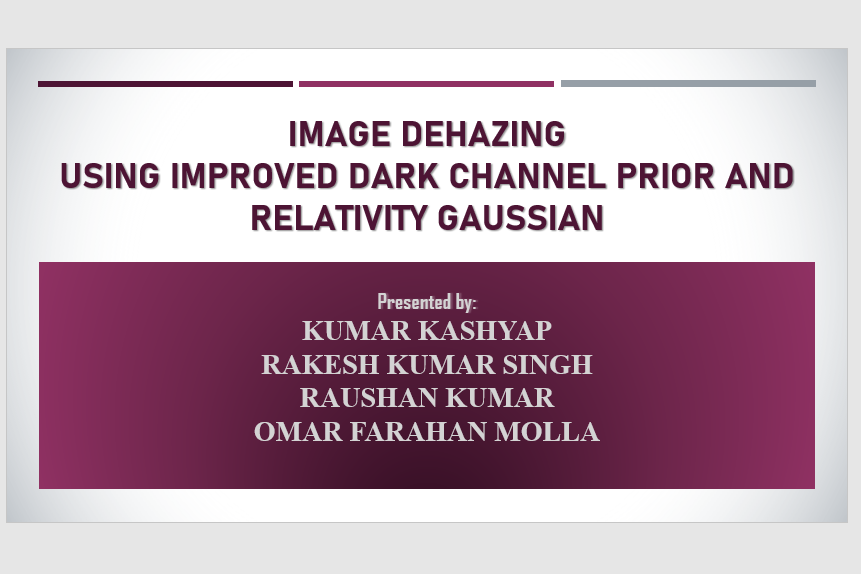 IMAGE DEHAZING
USING IMPROVED DARK CHANNEL PRIOR AND
RELATIVITY GAUSSIAN
Presented by:
KUMAR KASHYAP
RAKESH KUMAR SINGH
RAUSHAN KUMAR
OMAR FARAHAN MOLLA